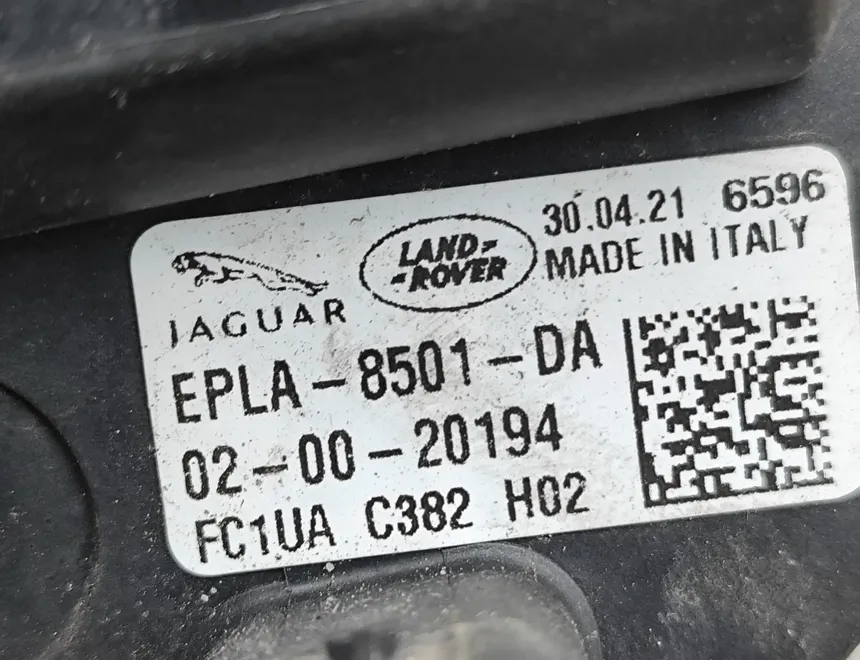 30.04.21 6596
LAND-
-ROVER
MADE IN ITALY
JAGUAR
EPLA-8501-DA
02-00-20194
FC1UA C382 H02